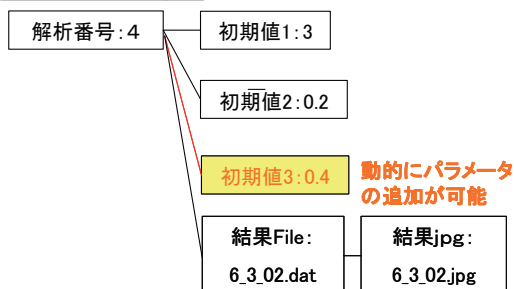 解析番号:4
初期値1:3
初期値2:0.2
初期値3:0.4
動的にパラメータ
の追加が可能
結果File:
6_3_02.dat
結果jpg:
6_3_02.jpg